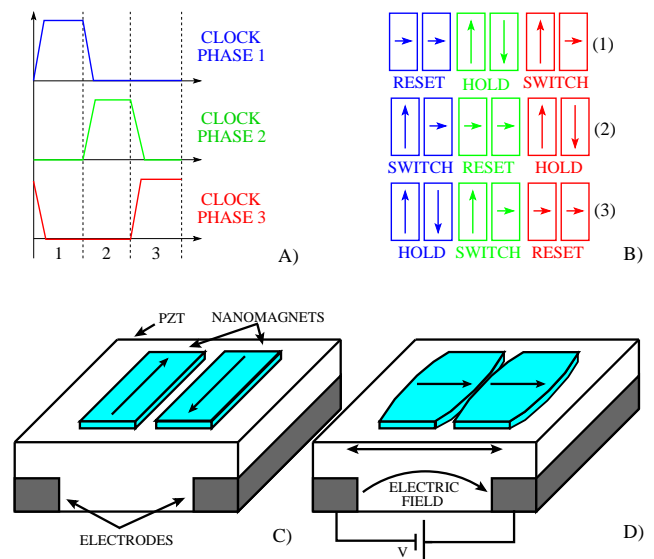 CLOCK
PHASE 1
CLOCK
PHASE 2
CLOCK
PHASE 3
1 2 3
A)
(1)
RESET HOLD SWITCH
(2)
SWITCH RESET HOLD
(3)
HOLD SWITCH RESET
B)
PZT NANOMAGNETS
ELECTRODES
C)
ELECTRIC
FIELD
V
D)